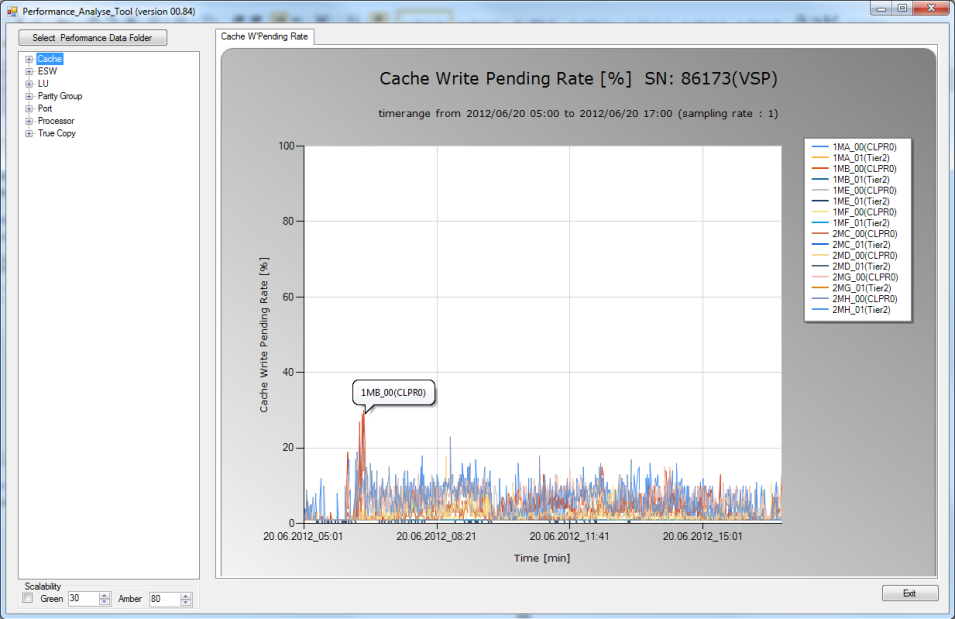 Performance_Analyse_Tool (version 00.84)
Select Performance Data Folder
Cache
ESW
LU
Parity Group
Port
Processor
True Copy
Cache W'Pending Rate
Cache Write Pending Rate [%] SN: 86173(VSP)
timerange from 2012/06/20 05:00 to 2012/06/20 17:00 (sampling rate : 1)
100
80
60
40
20
0
Cache Write Pending Rate [%]
1MB_00(CLPR0)
20.06.2012_05:01
20.06.2012_08:21
20.06.2012_11:41
20.06.2012_15:01
Time [min]
1MA_00(CLPR0)
1MA_01(Tier2)
1MB_00(CLPR0)
1MB_01(Tier2)
1ME_00(CLPR0)
1ME_01(Tier2)
1MF_00(CLPR0)
1MF_01(Tier2)
2MC_00(CLPR0)
2MC_01(Tier2)
2MD_00(CLPR0)
2MD_01(Tier2)
2MG_00(CLPR0)
2MG_01(Tier2)
2MH_00(CLPR0)
2MH_01(Tier2)
Scalability
Green 30 Amber 80
Exit